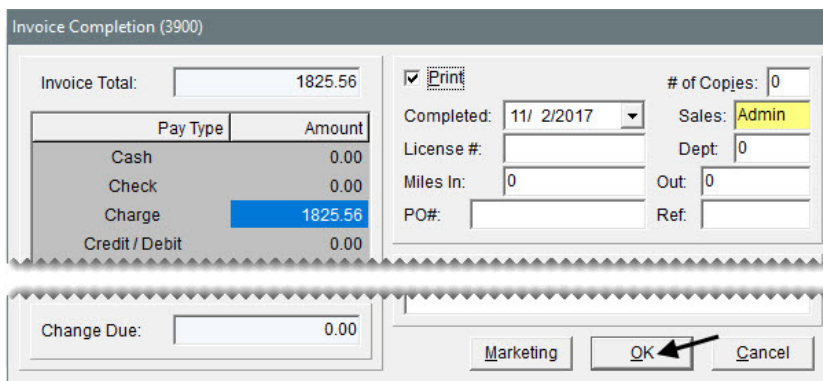 Invoice Completion (3900)
Invoice Total: 1825.56
Pay Type Amount
Cash 0.00
Check 0.00
Charge 1825.56
Credit / Debit 0.00
Print # of Copies: 0
Completed: 11/ 2/2017 Sales: Admin
License #: Dept: 0
Miles In: 0 Out: 0
PO#: Ref:
Change Due: 0.00
Marketing OK Cancel